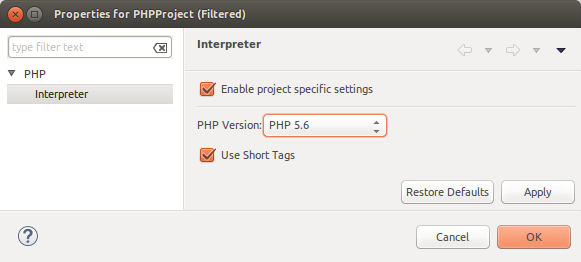 Properties for PHPProject (Filtered)
type filter text
PHP
Interpreter
Interpreter
Enable project specific settings
PHP Version: PHP 5.6
Use Short Tags
Restore Defaults Apply
? Cancel OK